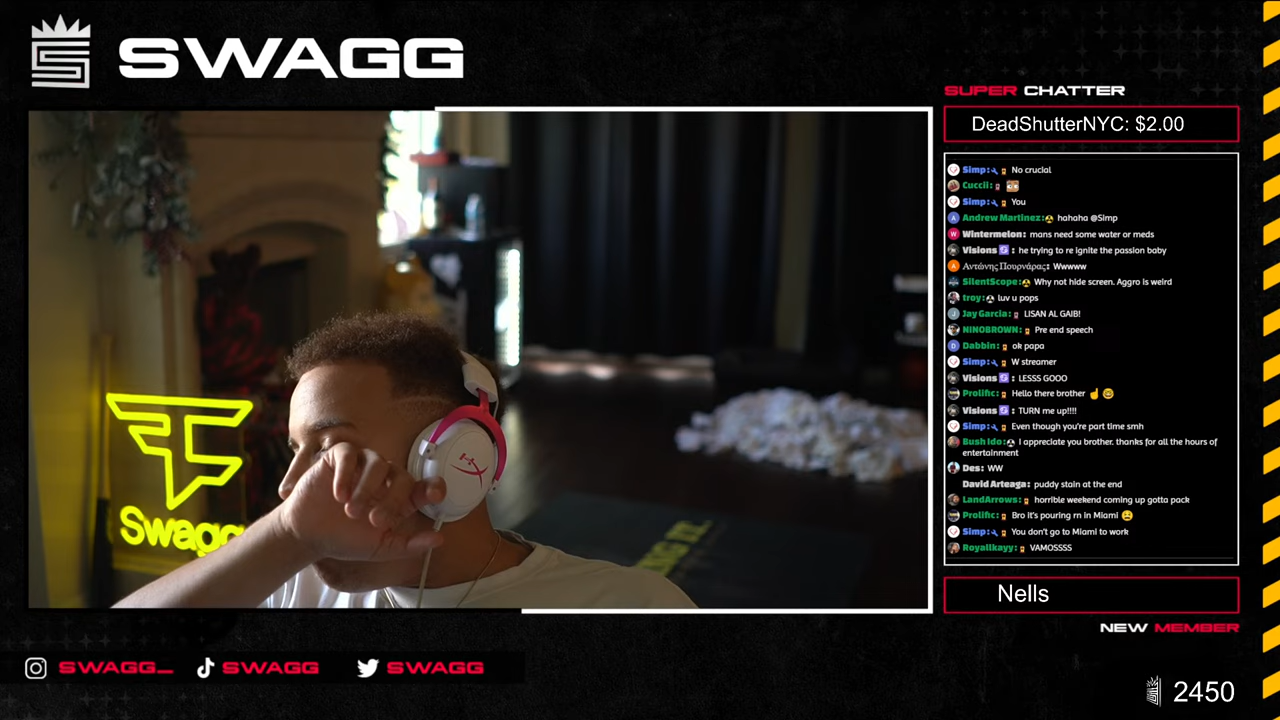 SWAGG
SUPER CHATTER
DeadShutterNYC: $2.00
Simp: No crucial
Cuccii:
Simp: You
Andrew Martinez: hahaha @Simp
Wintermelon: mans need some water or meds
Visions: he trying to re ignite the passion baby
Αντώνης Πουρνάρας: Wwwww
SilentScope: Why not hide screen. Aggro is weird
troy: luv u pops
Jay Garcia: LISAN AL GAIB!
NINOBROWN: Pre end speech
Dabbin: ok papa
Simp: W streamer
Visions: LESSS GOOO
Prolific: Hello there brother ☝️ 🤓
Visions: TURN me up!!!!
Simp: Even though you're part time smh
Bush Ido: I appreciate you brother. thanks for all the hours of
entertainment
Des: WW
David Arteaga: puddy stain at the end
LandArrows: horrible weekend coming up gotta pack
Prolific: Bro it's pouring rn in Miami 😫
Simp: You don't go to Miami to work
Royallkayy: VAMOSSSS
Swagg
Nells
NEW MEMBER
SWAGG_ SWAGG SWAGG
2450